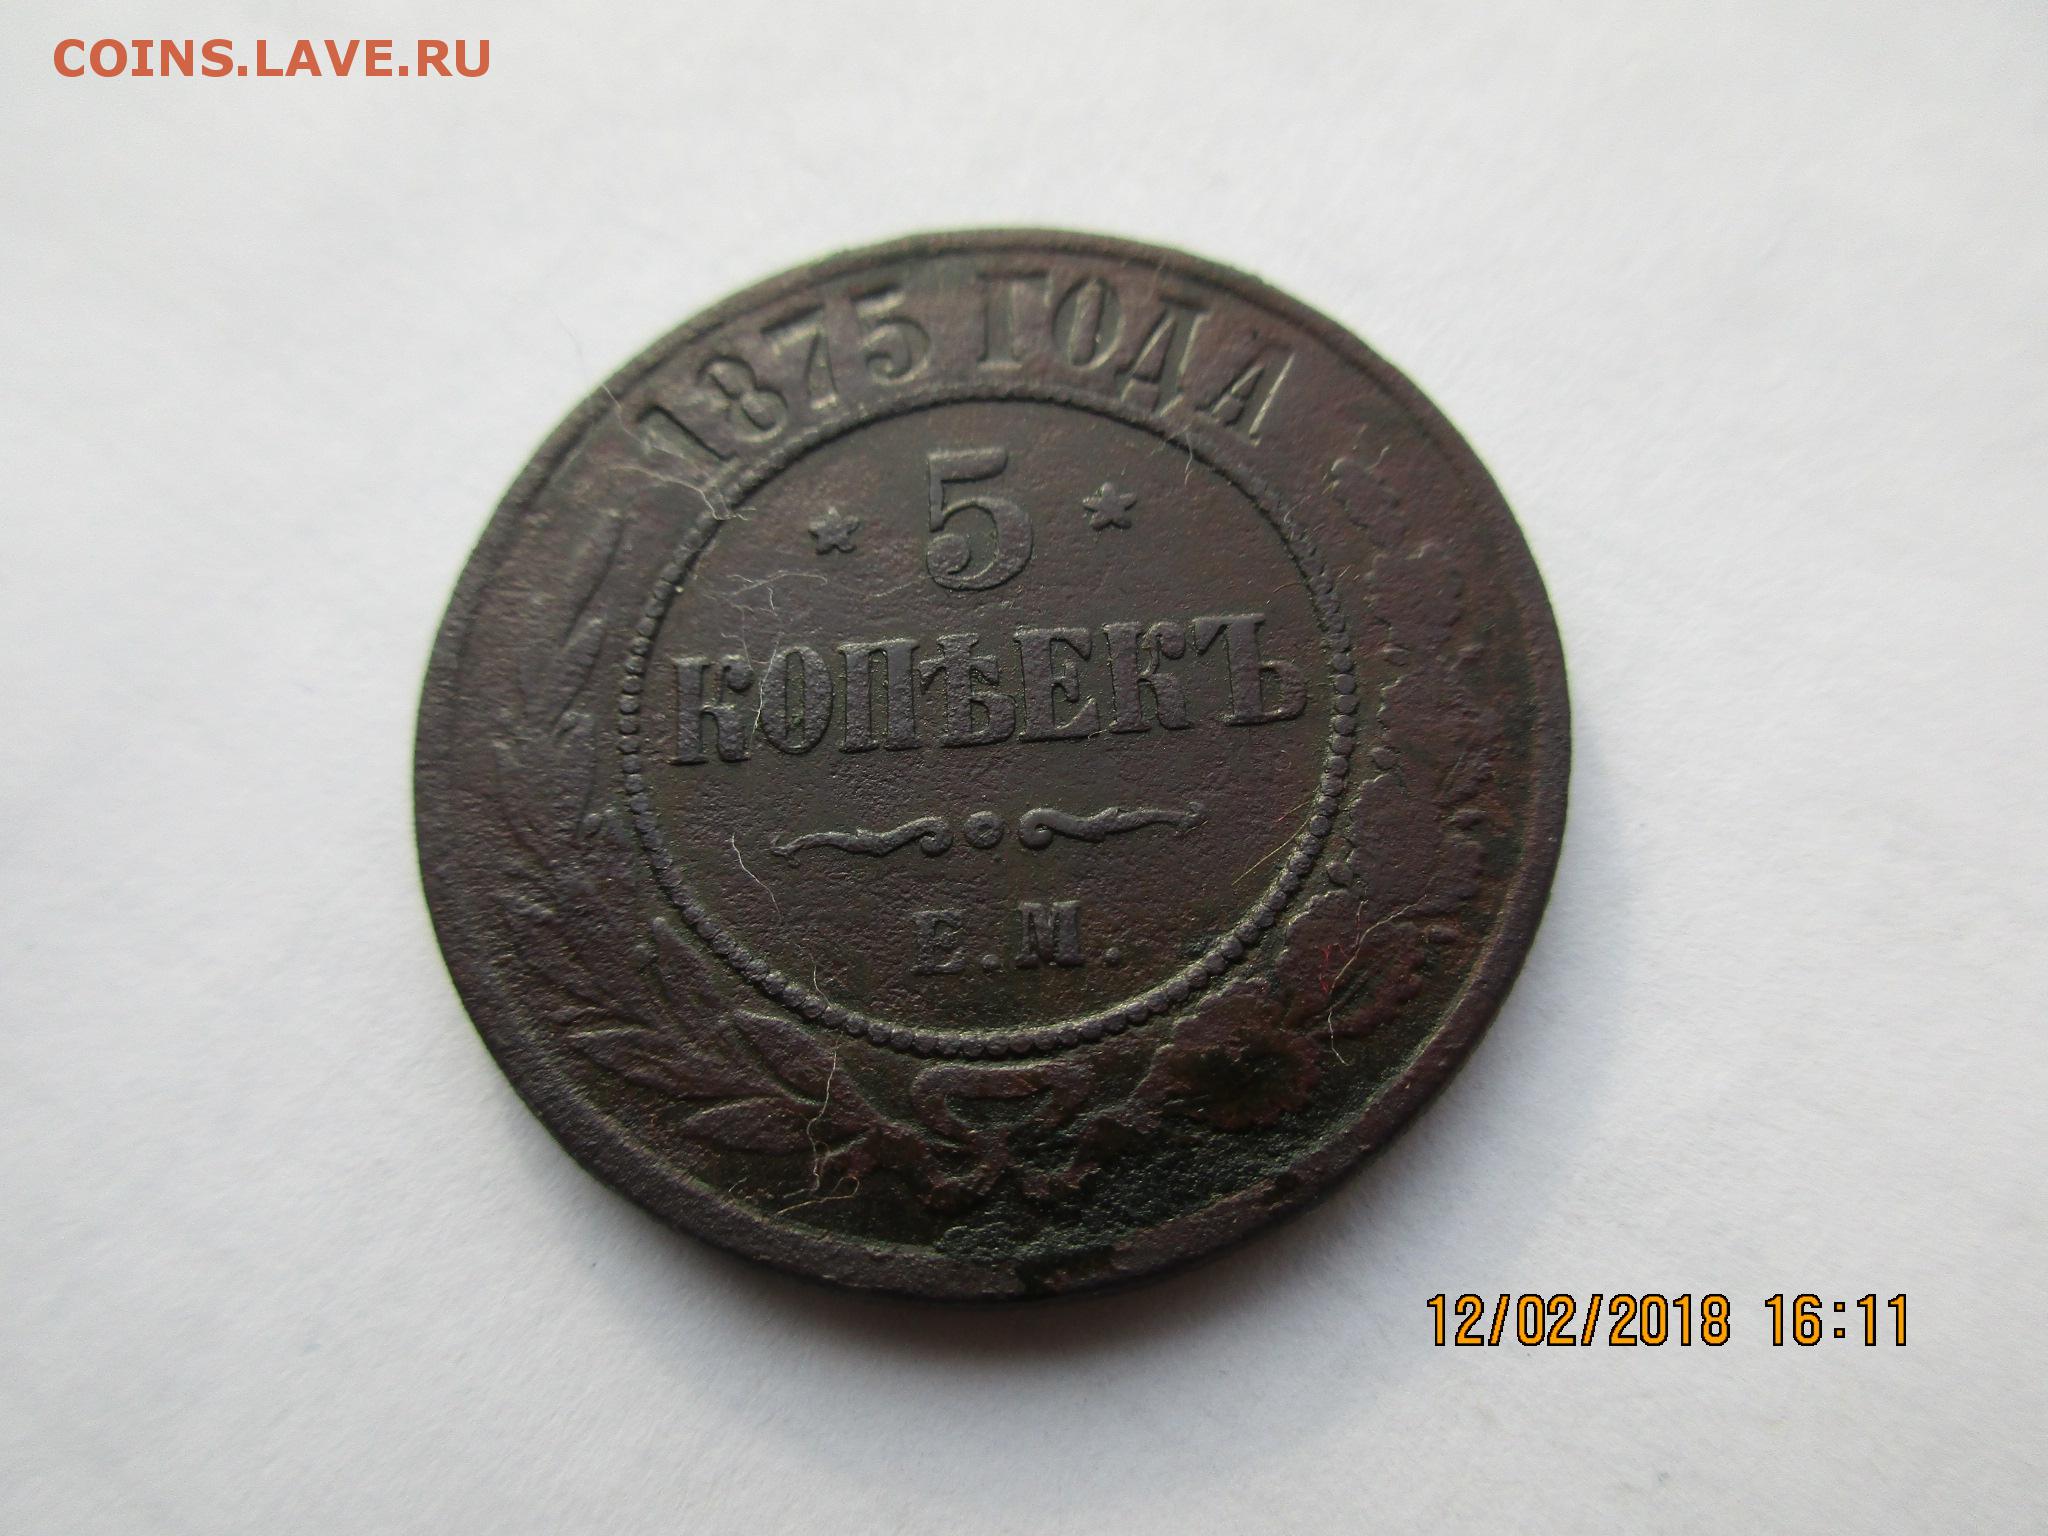 COINS.LAVE.RU
1875 ГОДА
5
КОПѢЕКЪ
Е.М.
12/02/2018 16:11